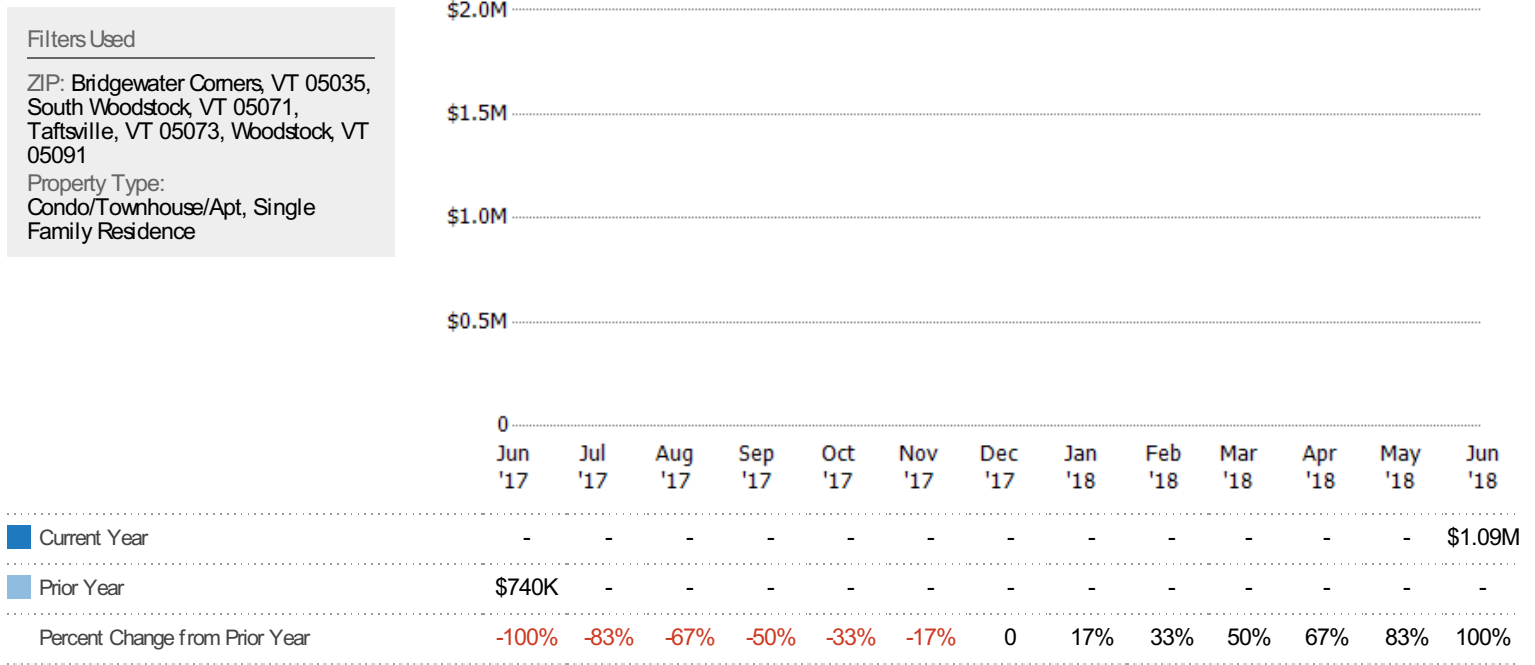 Filters Used
ZIP: Bridgewater Corners, VT 05035,
South Woodstock, VT 05071,
Taftsville, VT 05073, Woodstock, VT
05091
Property Type:
Condo/Townhouse/Apt, Single
Family Residence
$2.0M
$1.5M
$1.0M
$0.5M
0
Jun Jul Aug Sep Oct Nov Dec Jan Feb Mar Apr May Jun
'17 '17 '17 '17 '17 '17 '17 '18 '18 '18 '18 '18 '18
Current Year - - - - - - - - - - - - $1.09M
Prior Year $740K - - - - - - - - - - - -
Percent Change from Prior Year -100% -83% -67% -50% -33% -17% 0 17% 33% 50% 67% 83% 100%